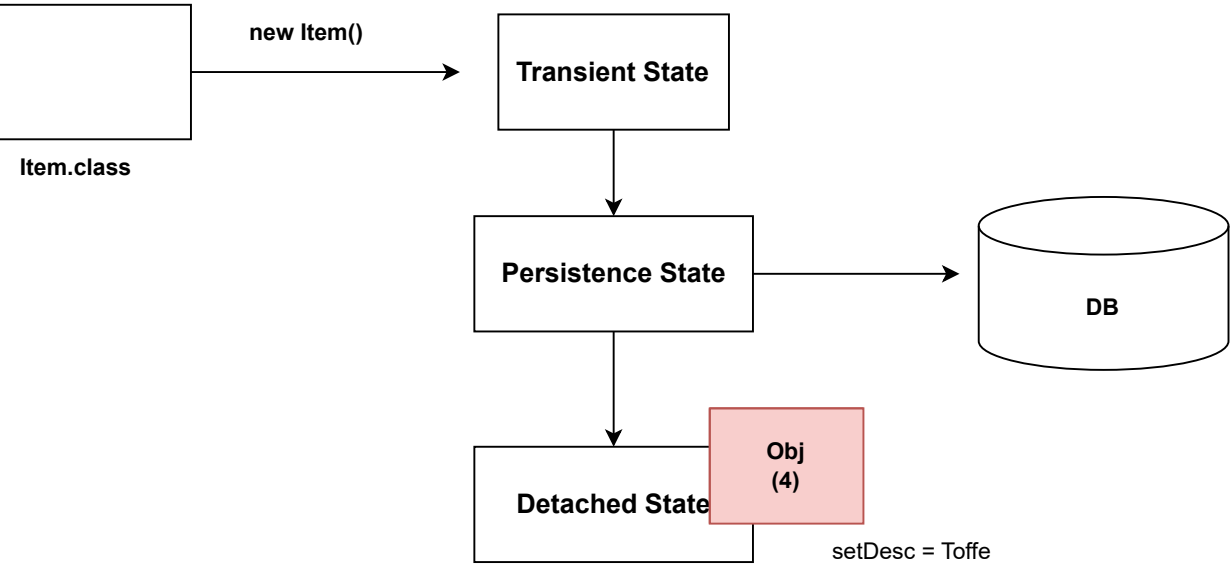 new Item()
Transient State
Item.class
Persistence State
DB
Obj
(4)
Detached State
setDesc = Toffe